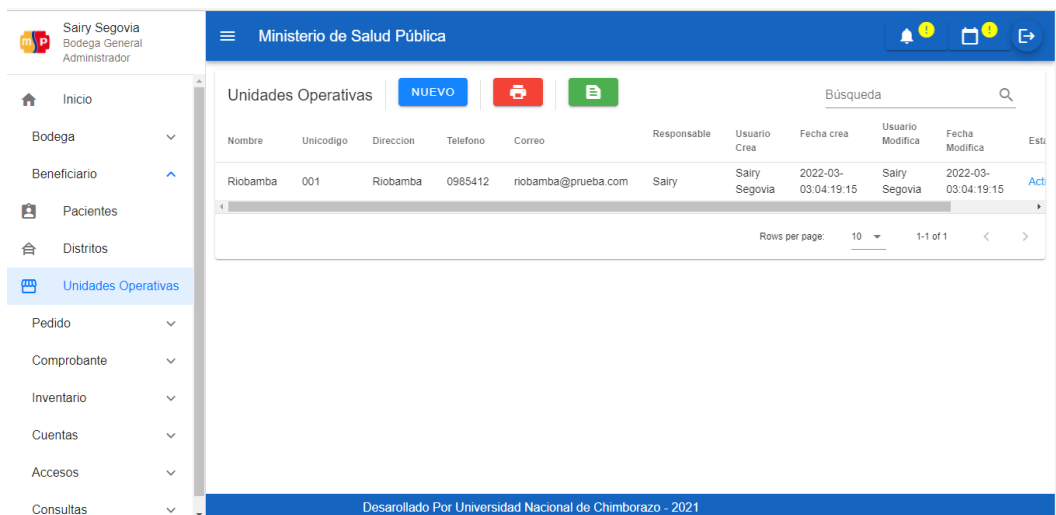 Sairy Segovia
Bodega General
Administrador
Inicio
Bodega
Beneficiario
Pacientes
Distritos
Unidades Operativas
Pedido
Comprobante
Inventario
Cuentas
Accesos
Consultas
Ministerio de Salud Pública
Unidades Operativas NUEVO Búsqueda
Nombre Unicodigo Direccion Telefono Correo Responsable Usuario Crea Fecha crea Usuario Modifica Fecha Modifica Esta
Riobamba 001 Riobamba 0985412 riobamba@prueba.com Sairy Sairy Segovia 2022-03-03:04:19:15 Sairy Segovia 2022-03-03:04:19:15 Acti
Rows per page: 10 1-1 of 1
Desarollado Por Universidad Nacional de Chimborazo - 2021